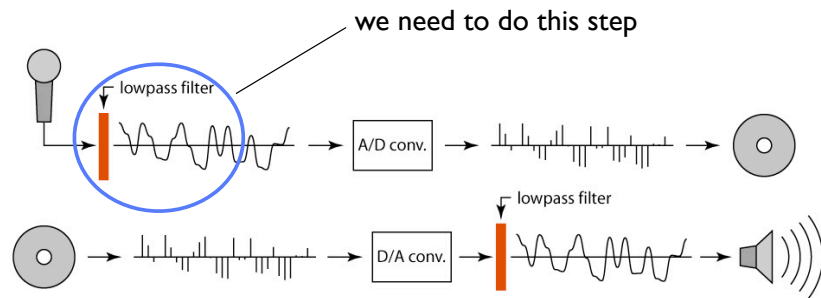 we need to do this step
lowpass filter
A/D conv.
lowpass filter
D/A conv.